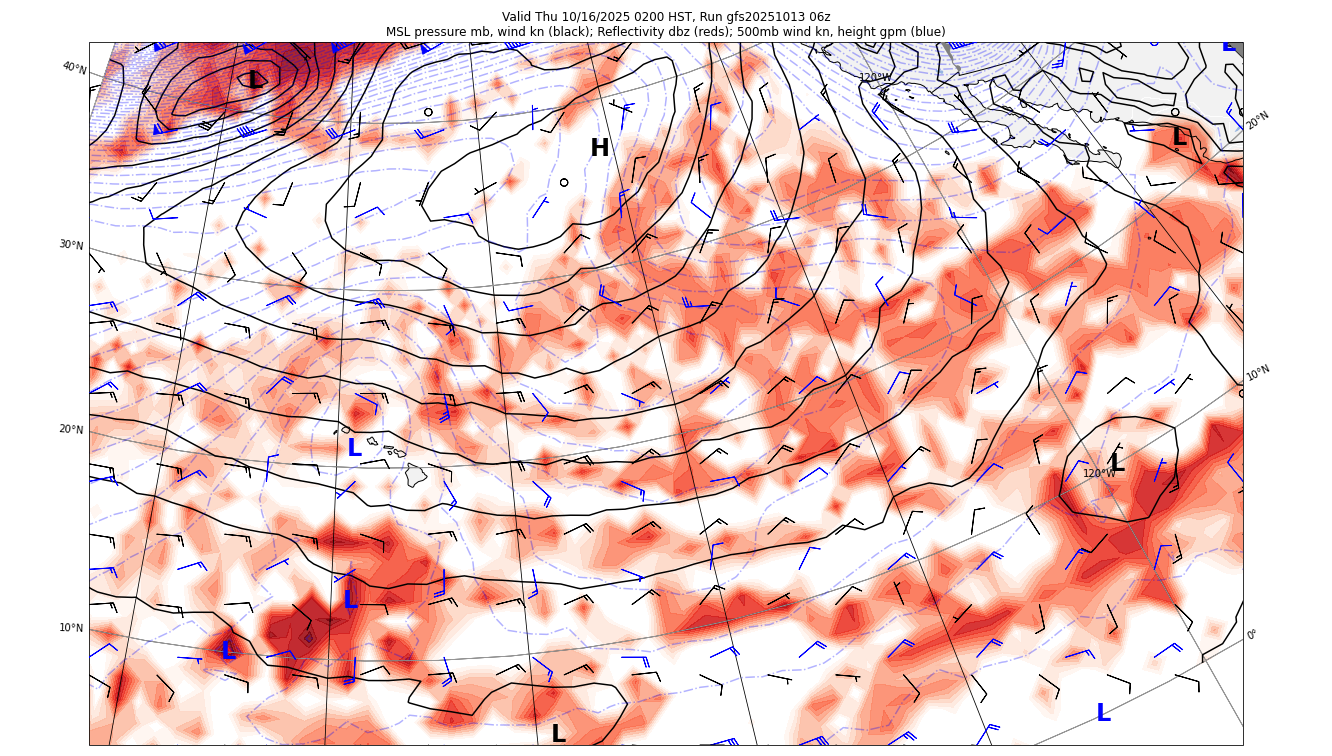 Valid Thu 10/16/2025 0200 HST, Run gfs20251013 06z
MSL pressure mb, wind kn (black); Reflectivity dbz (reds); 500mb wind kn, height gpm (blue)
L
40°N
L
120°W
20°N
L
H
30°N
10°N
20°N
L
L
120°W
L
10°N
0°
L
L
L